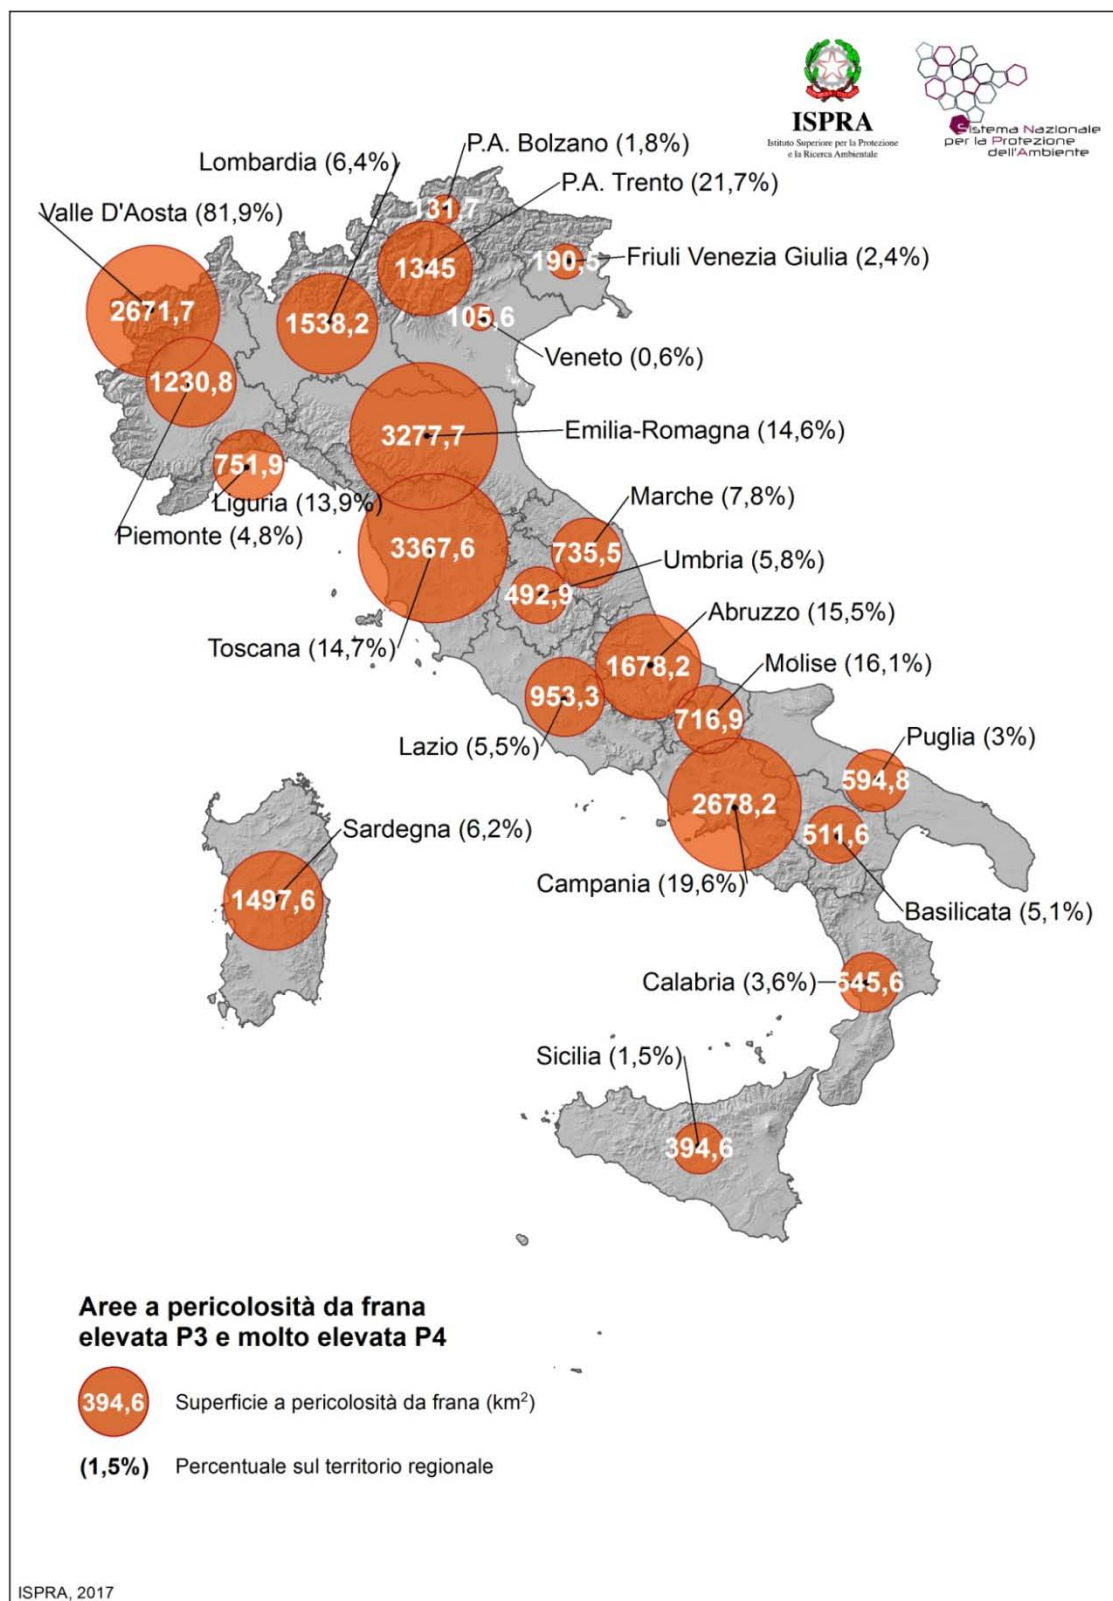 ISPRA
Istituto Superiore per la Protezione
e la Ricerca Ambientale
Sistema Nazionale
per la Protezione
dell'Ambiente
P.A. Bolzano (1,8%)
Lombardia (6,4%)
P.A. Trento (21,7%)
Valle D'Aosta (81,9%)
131,7
Friuli Venezia Giulia (2,4%)
190,5
1345
2671,7
1538,2
105,6
Veneto (0,6%)
1230,8
3277,7
Emilia-Romagna (14,6%)
751,9
Liguria (13,9%)
Marche (7,8%)
Piemonte (4,8%)
3367,6
735,5
Umbria (5,8%)
492,9
Abruzzo (15,5%)
Toscana (14,7%)
1678,2
Molise (16,1%)
953,3
716,9
Lazio (5,5%)
Puglia (3%)
594,8
2678,2
Sardegna (6,2%)
511,6
Campania (19,6%)
1497,6
Basilicata (5,1%)
Calabria (3,6%)
545,6
Sicilia (1,5%)
394,6
Aree a pericolosità da frana
elevata P3 e molto elevata P4
394,6 Superficie a pericolosità da frana (km²)
(1,5%) Percentuale sul territorio regionale
ISPRA, 2017